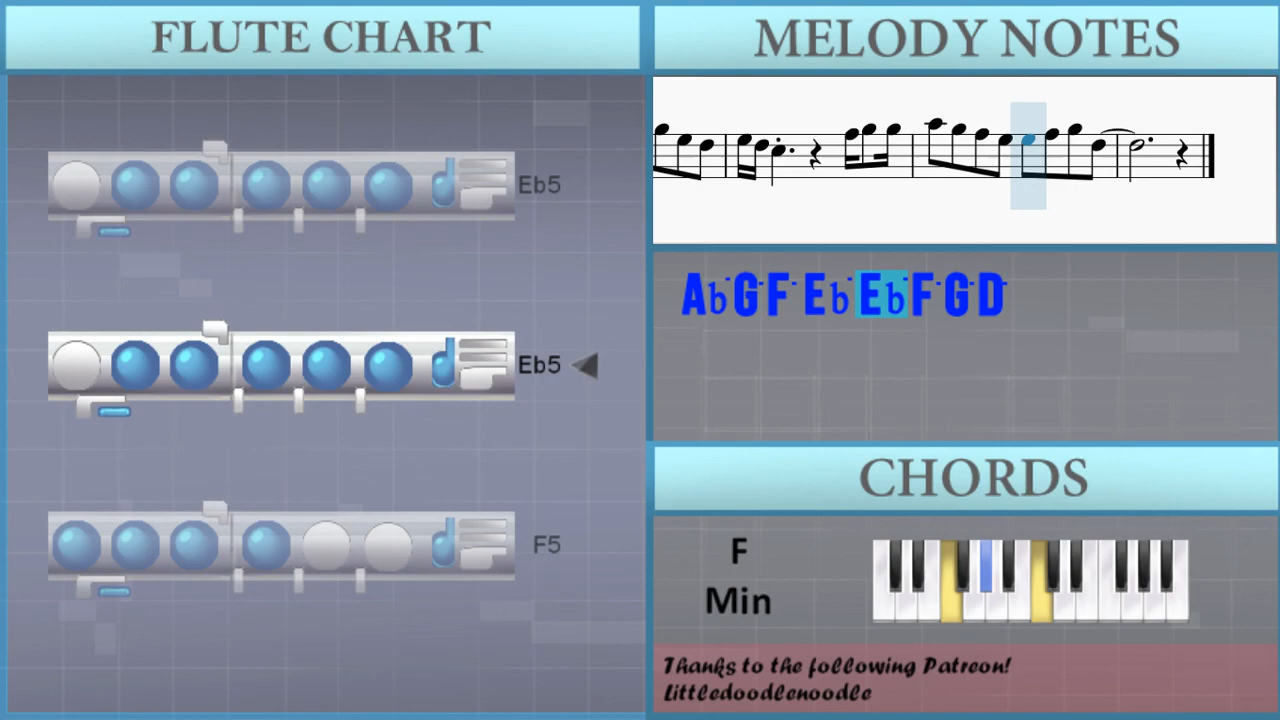 FLUTE CHART
Eb5
Eb5
F5
MELODY NOTES
Ab G F Eb Eb F G D
CHORDS
F
Min
Thanks to the following Patreon!
Littledoodlenoodle